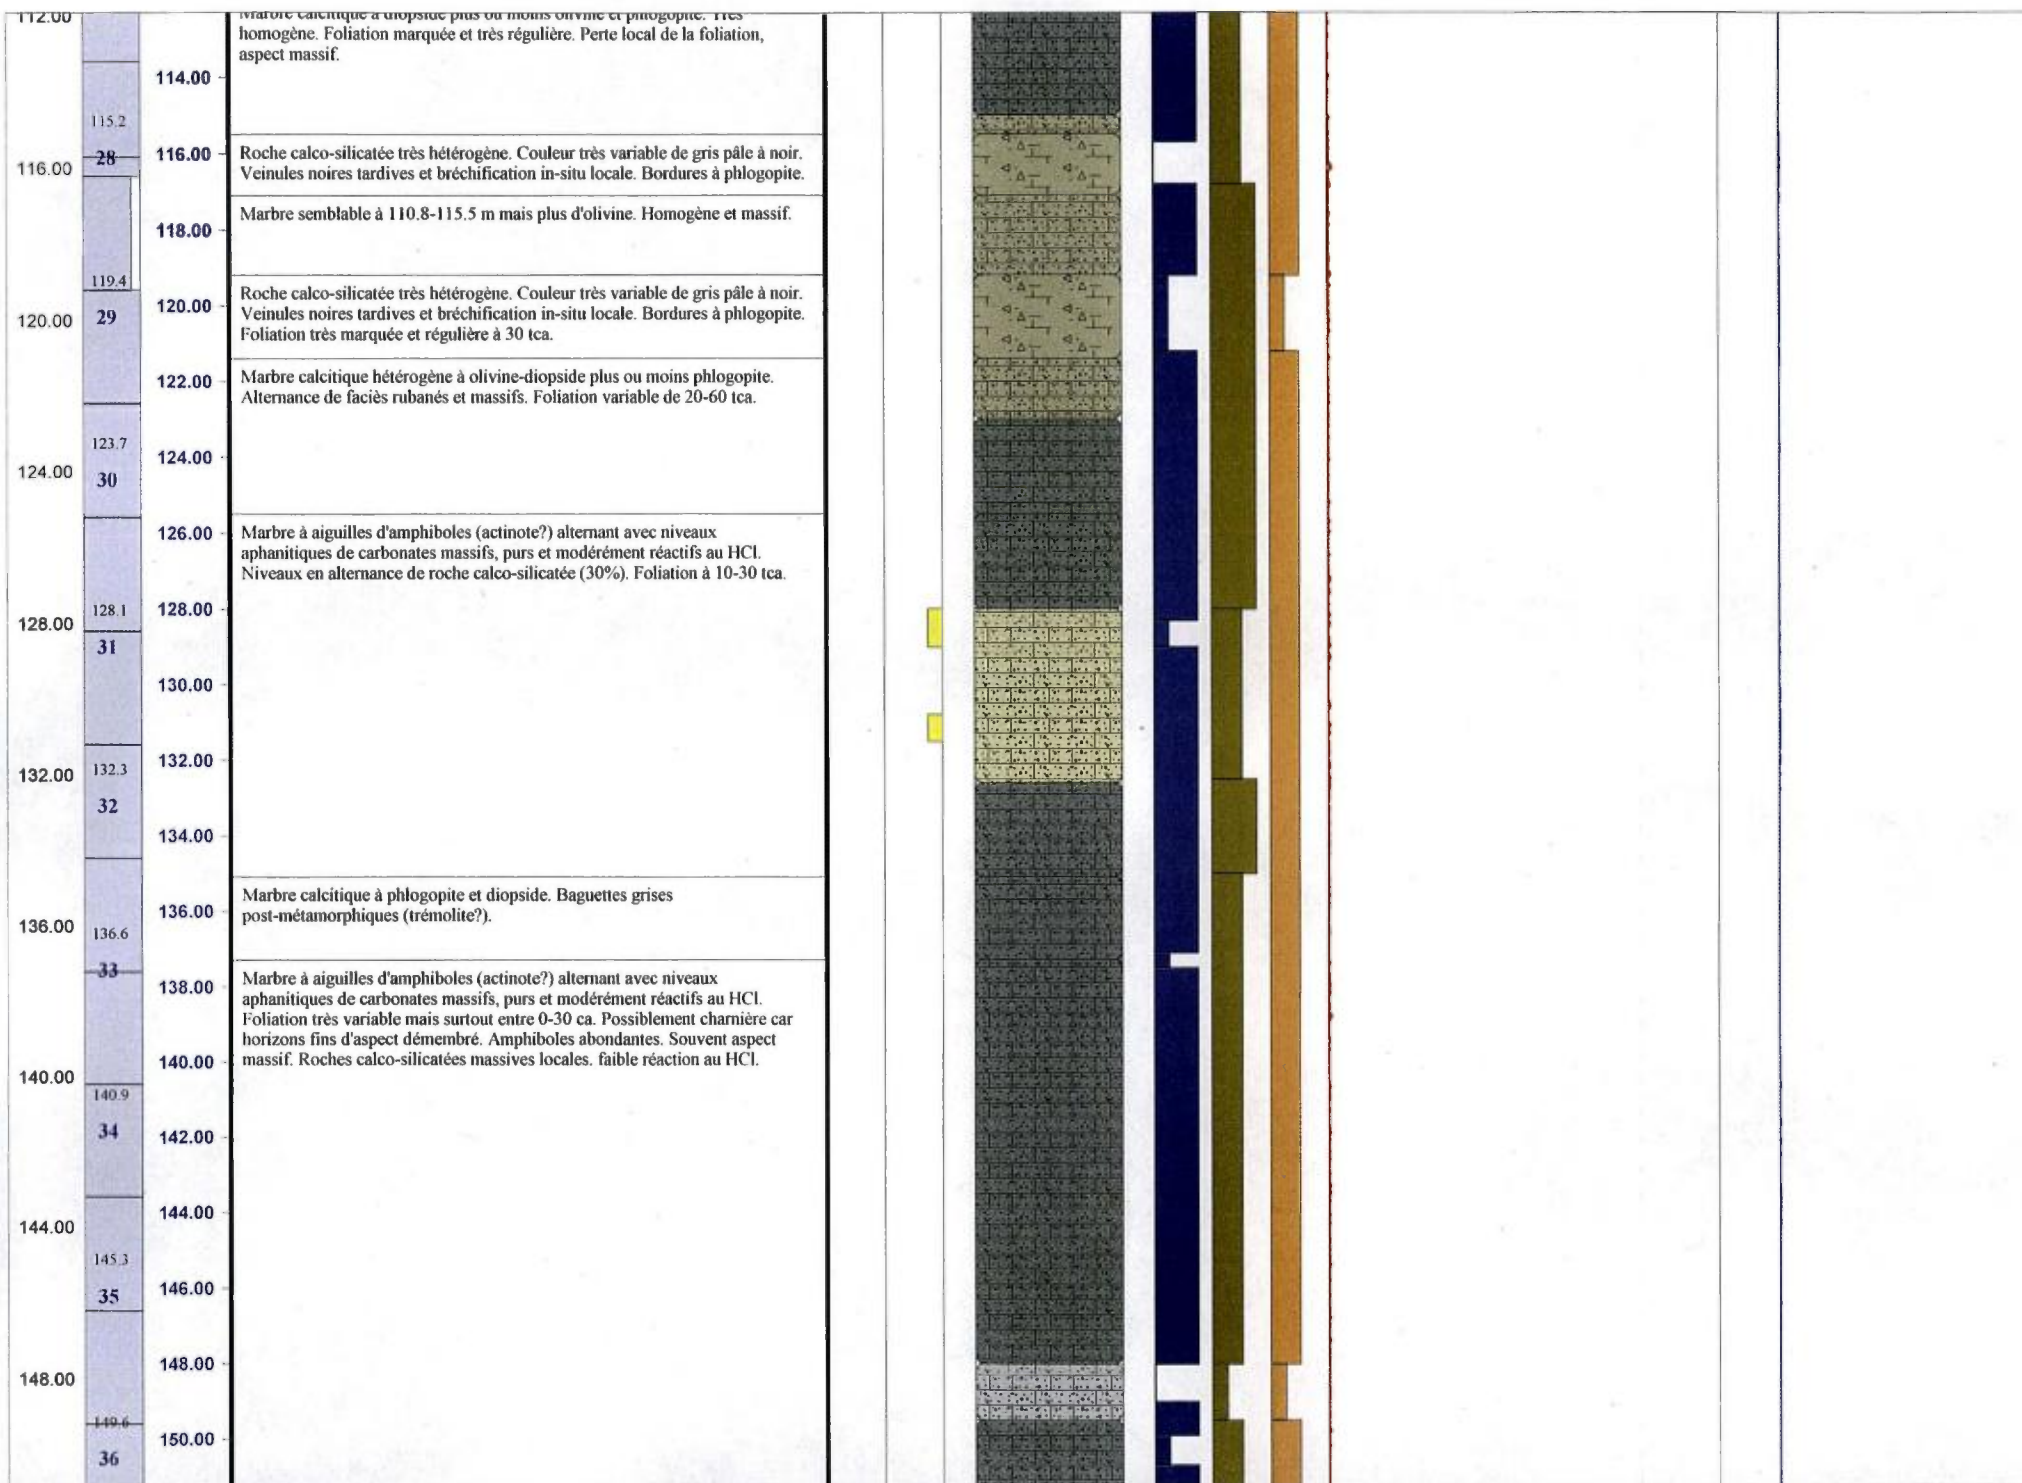 112.00
116.00
120.00
124.00
128.00
132.00
136.00
140.00
144.00
148.00
115.2
28
119.4
29
123.7
30
128.1
31
132.3
32
136.6
33
140.9
34
145.3
35
149.6
36
114.00
116.00
118.00
120.00
122.00
124.00
126.00
128.00
130.00
132.00
134.00
136.00
138.00
140.00
142.00
144.00
146.00
148.00
150.00
Marbre calcitique à diopside plus ou moins olivine et phlogopite. Très
homogène. Foliation marquée et très régulière. Perte local de la foliation,
aspect massif.
Roche calco-silicatée très hétérogène. Couleur très variable de gris pâle à noir.
Veinules noires tardives et bréchification in-situ locale. Bordures à phlogopite.
Marbre semblable à 110.8-115.5 m mais plus d'olivine. Homogène et massif.
Roche calco-silicatée très hétérogène. Couleur très variable de gris pâle à noir.
Veinules noires tardives et bréchification in-situ locale. Bordures à phlogopite.
Foliation très marquée et régulière à 30 tca.
Marbre calcitique hétérogène à olivine-diopside plus ou moins phlogopite.
Alternance de faciès rubanés et massifs. Foliation variable de 20-60 tca.
Marbre à aiguilles d'amphiboles (actinote?) alternant avec niveaux
aphanitiques de carbonates massifs, purs et modérément réactifs au HCl.
Niveaux en alternance de roche calco-silicatée (30%). Foliation à 10-30 tca.
Marbre calcitique à phlogopite et diopside. Baguettes grises
post-métamorphiques (trémolite?).
Marbre à aiguilles d'amphiboles (actinote?) alternant avec niveaux
aphanitiques de carbonates massifs, purs et modérément réactifs au HCl.
Foliation très variable mais surtout entre 0-30 ca. Possiblement charnière car
horizons fins d'aspect démembré. Amphiboles abondantes. Souvent aspect
massif. Roches calco-silicatées massives locales. faible réaction au HCl.